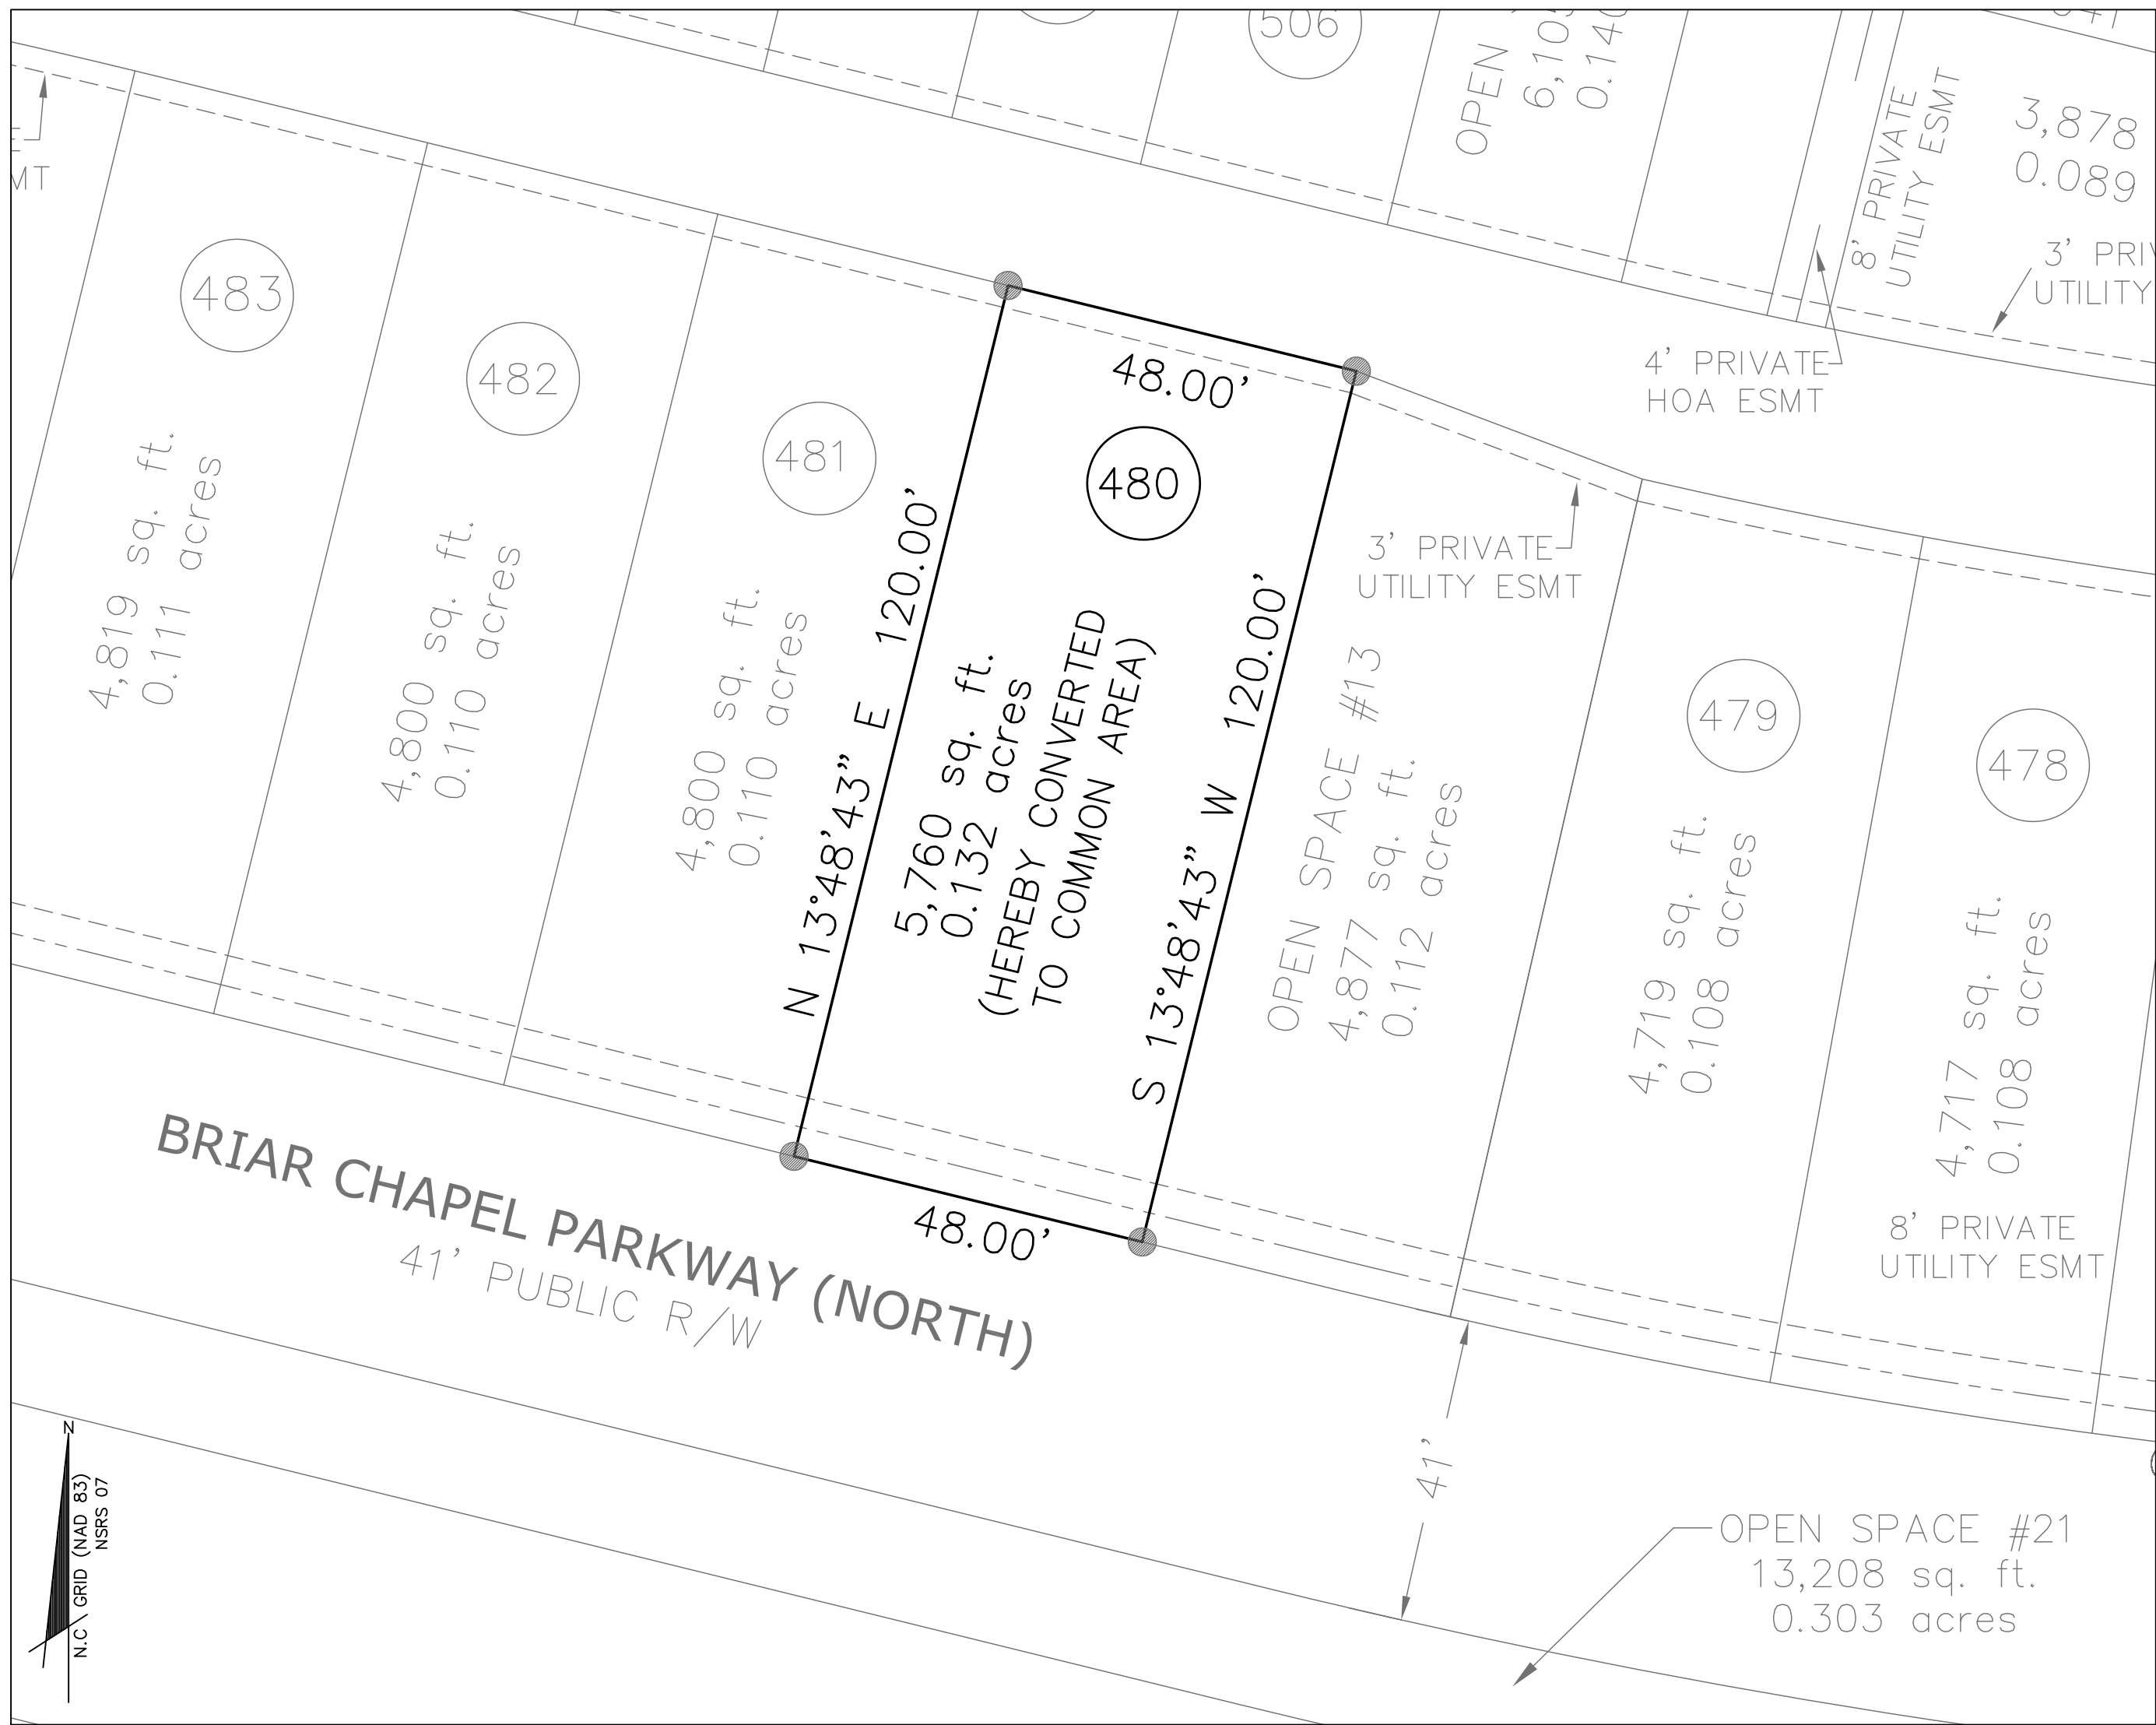 506
OPEN
3,878
0.089
8' PRIVATE
UTILITY ESMT
3' PRI
UTILITY
4' PRIVATE
HOA ESMT
MT
483
4,819 sq. ft.
0.111 acres
482
4,800 sq. ft.
0.110 acres
481
4,800 sq. ft.
0.110 acres
48.00'
480
N 13°48'43" E 120.00'
5,760 sq. ft.
0.132 acres
(HEREBY CONVERTED
TO COMMON AREA)
S 13°48'43" W 120.00'
48.00'
3' PRIVATE
UTILITY ESMT
OPEN SPACE #13
4,877 sq. ft.
0.112 acres
479
4,719 sq. ft.
0.108 acres
478
4,717 sq. ft.
0.108 acres
8' PRIVATE
UTILITY ESMT
BRIAR CHAPEL PARKWAY (NORTH)
41' PUBLIC R/W
41'
OPEN SPACE #21
13,208 sq. ft.
0.303 acres
N
N.C GRID (NAD 83)
NSRS 07